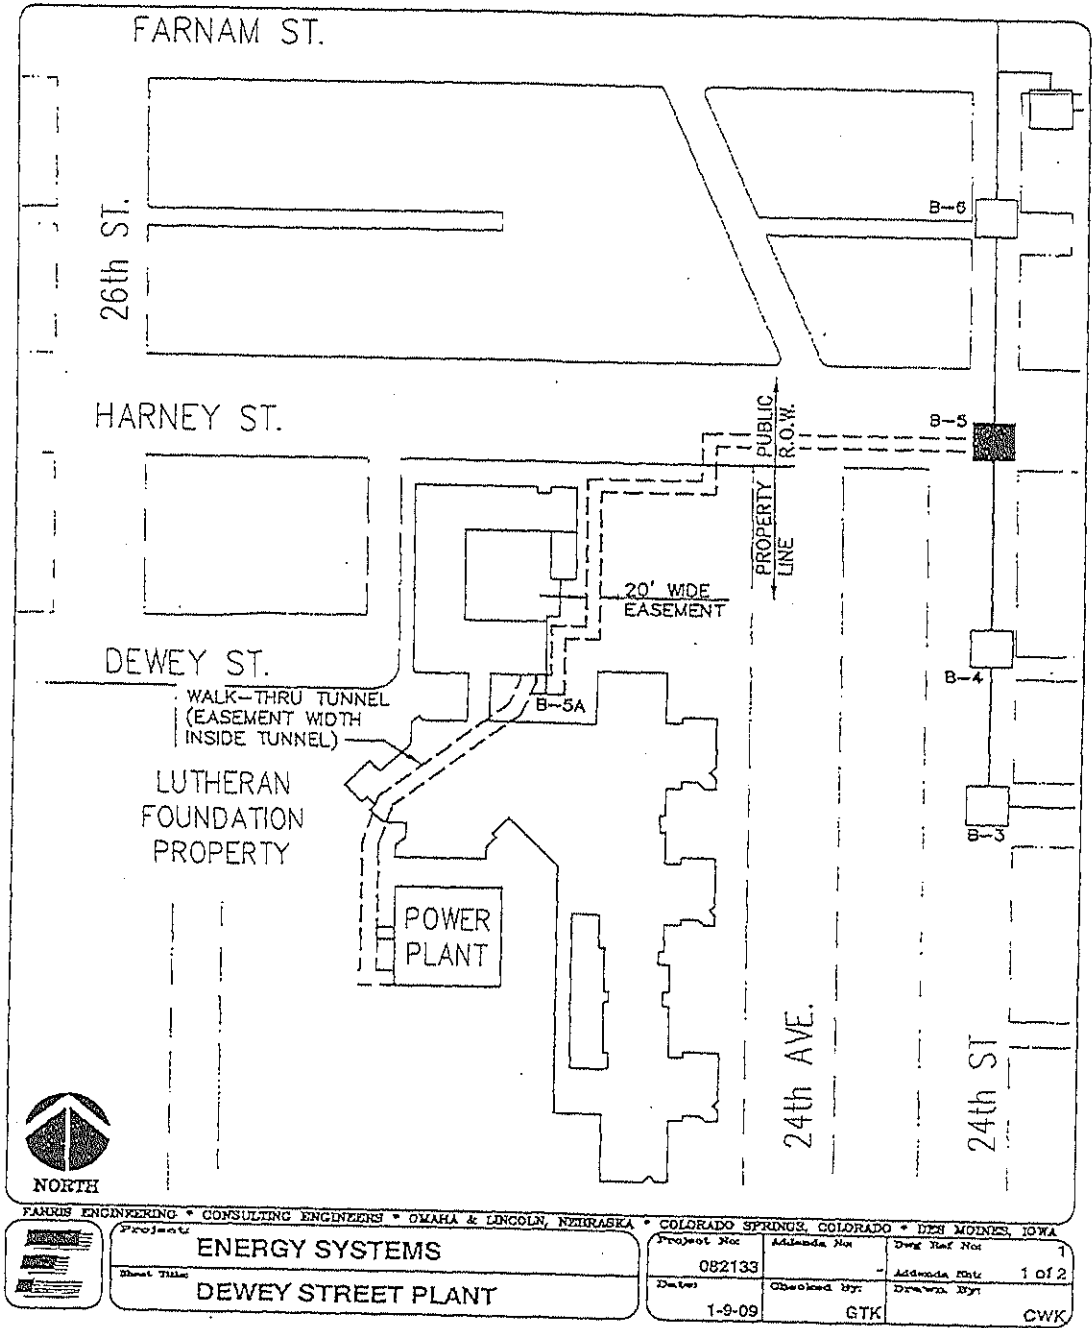 FARNAM ST.
B-6
26th ST.
HARNEY ST.
B-5
PUBLIC
R.O.W.
PROPERTY
LINE
20' WIDE
EASEMENT
DEWEY ST.
B-4
WALK-THRU TUNNEL
(EASEMENT WIDTH
INSIDE TUNNEL)
B-5A
LUTHERAN
FOUNDATION
PROPERTY
B-3
POWER
PLANT
24th AVE.
24th ST
NORTH
FARRIS ENGINEERING * CONSULTING ENGINEERS * OMAHA & LINCOLN, NEBRASKA * COLORADO SPRINGS, COLORADO * DES MOINES, IOWA
Project:
ENERGY SYSTEMS
Sheet Title:
DEWEY STREET PLANT
Project No:
082133
Addenda No:
-
Dwg Ref No:
1
Addenda Pht:
1 of 2
Date:
1-9-09
Checked By:
GTK
Drawn By:
CWK